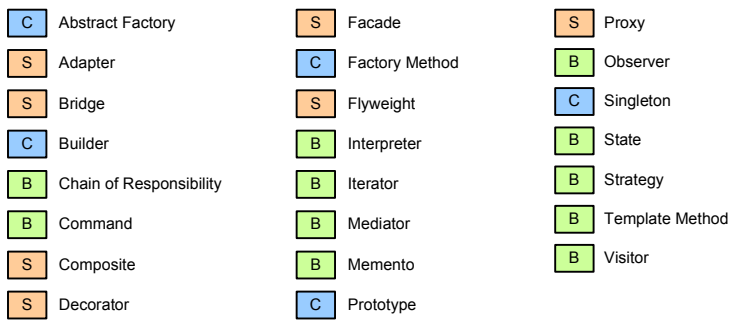 C Abstract Factory
S Adapter
S Bridge
C Builder
B Chain of Responsibility
B Command
S Composite
S Decorator
S Facade
C Factory Method
S Flyweight
B Interpreter
B Iterator
B Mediator
B Memento
C Prototype
S Proxy
B Observer
C Singleton
B State
B Strategy
B Template Method
B Visitor